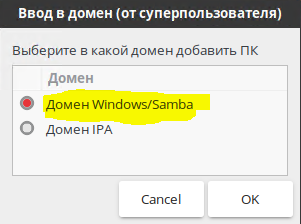 Ввод в домен (от суперпользователя)
Выберите в какой домен добавить ПК
Домен
Домен Windows/Samba
Домен IPA
Cancel OK